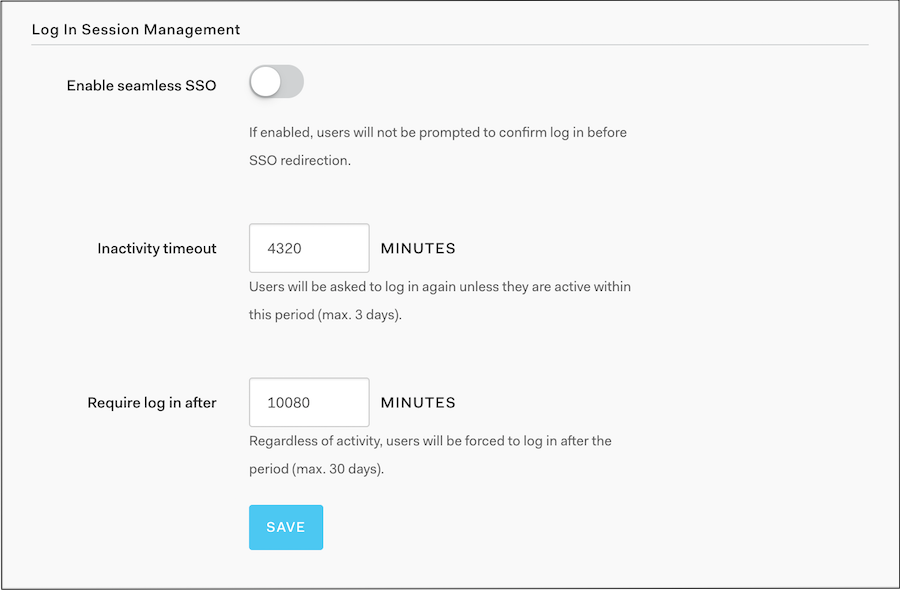 Log In Session Management
Enable seamless SSO
If enabled, users will not be prompted to confirm log in before
SSO redirection.
Inactivity timeout 4320 MINUTES
Users will be asked to log in again unless they are active within
this period (max. 3 days).
Require log in after 10080 MINUTES
Regardless of activity, users will be forced to log in after the
period (max. 30 days).
SAVE